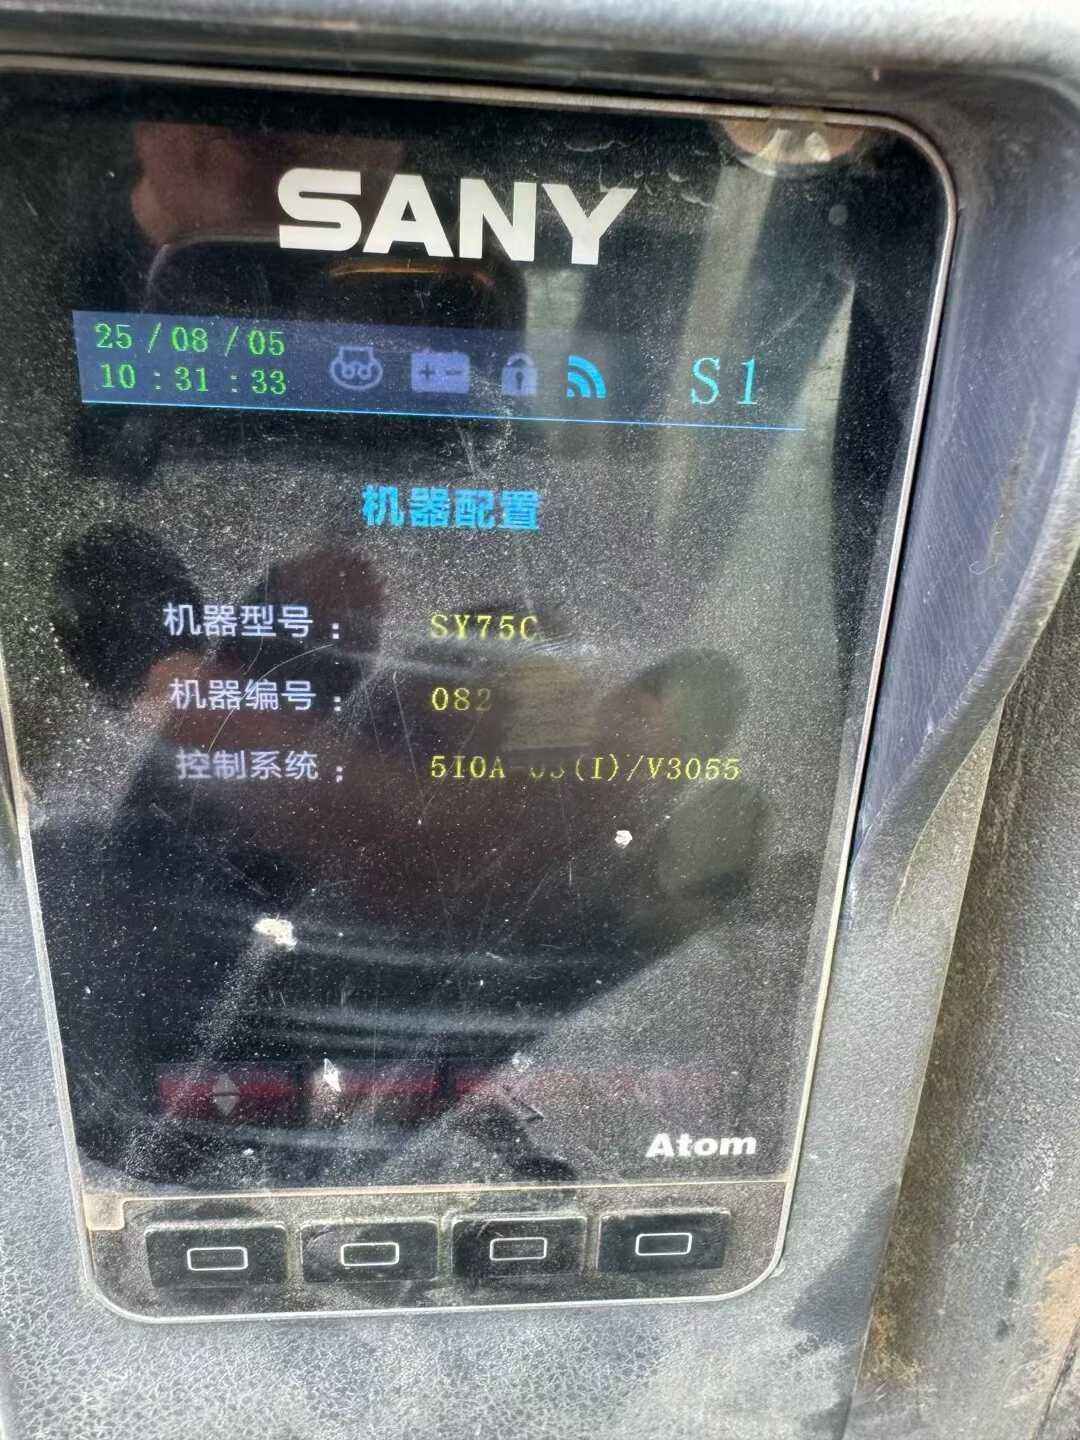 SANY
25/08/05
10:31:33
S1
机器配置
机器型号： SY75C
机器编号： 082
控制系统： (I)/V3055
Atom